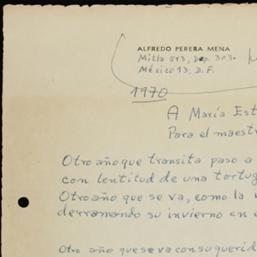 ALFREDO PERERA MENA
Mitla 513, Dep. 303.
México 13, D. F.
1970
A María Est
Para el maestr
Otro año que transita paso a
con lentitud de una tortug
Otro año que se va, como la
derramando su invierno en
Otro año que se va con su querid